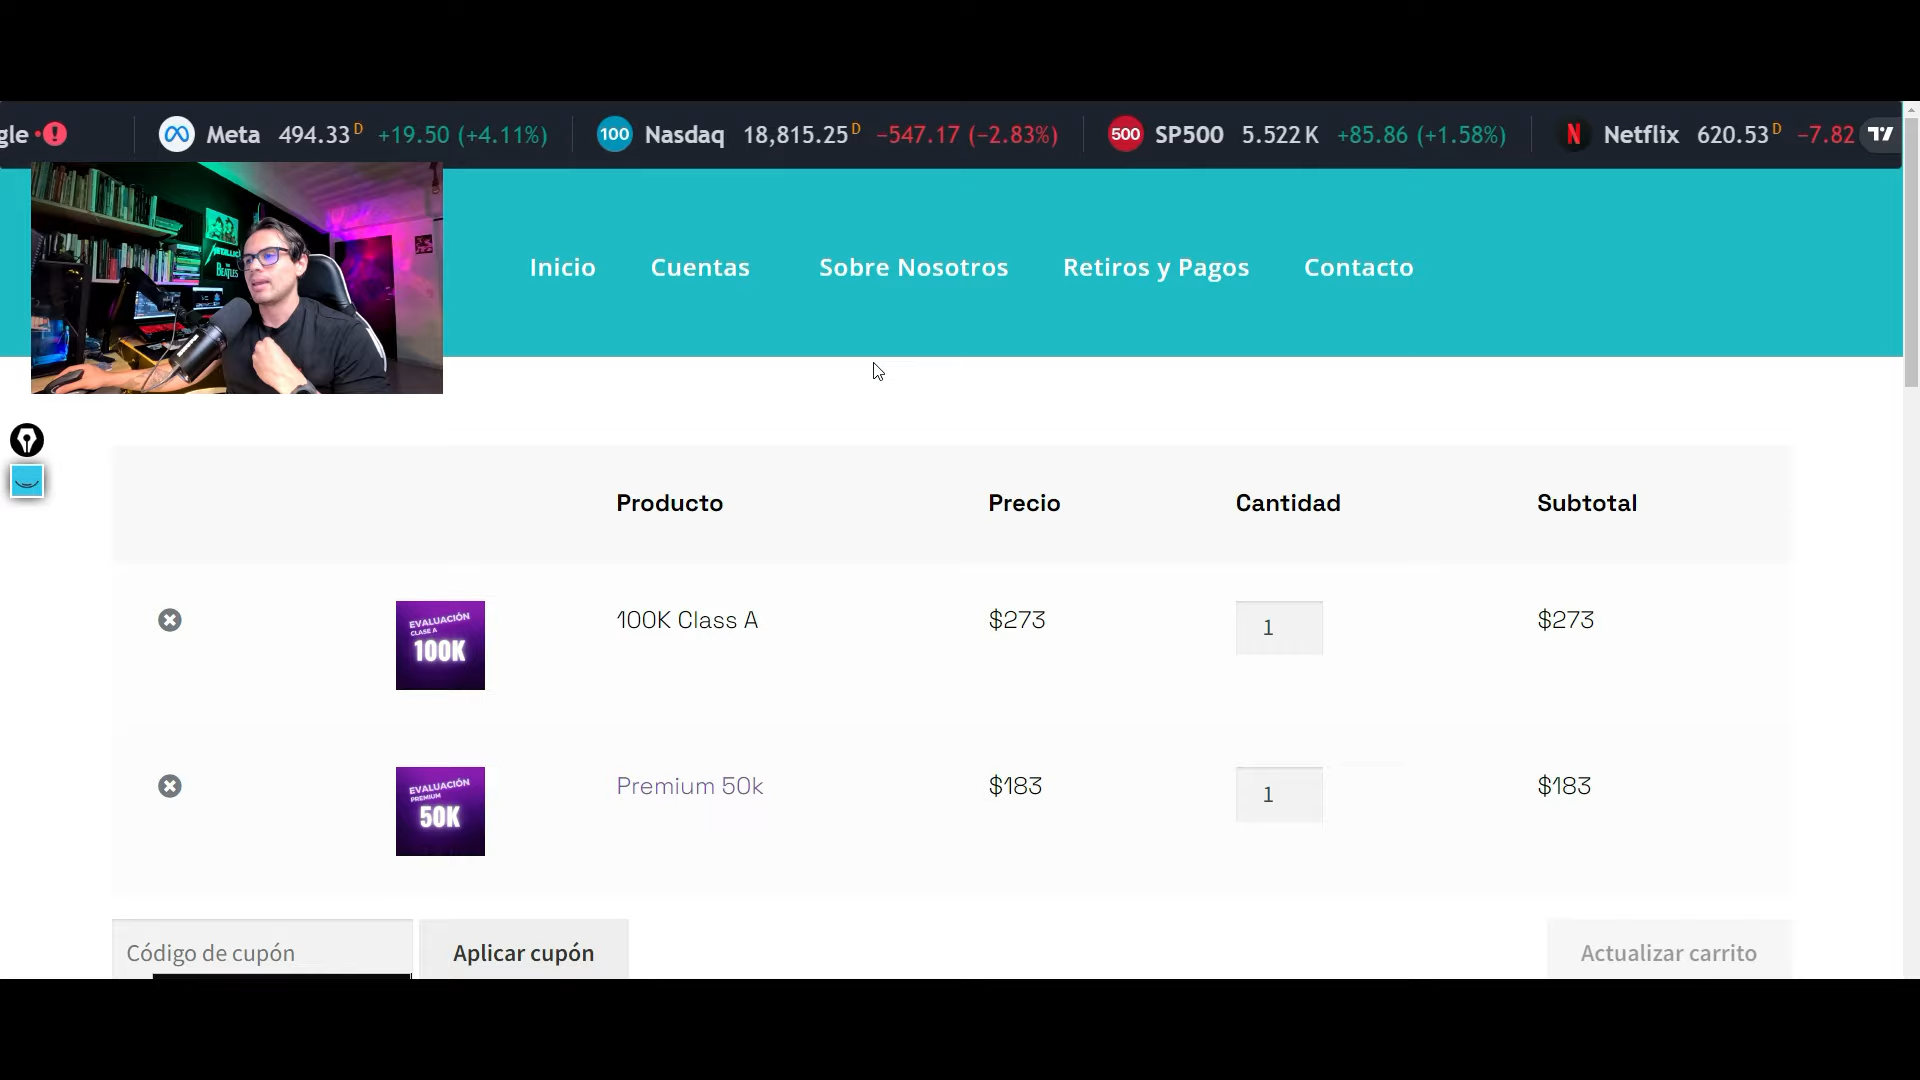 gle
Meta 494.33 D +19.50 (+4.11%)
100 Nasdaq 18,815.25 D −547.17 (−2.83%)
500 SP500 5.522 K +85.86 (+1.58%)
Netflix 620.53 D −7.82
METALLICA
THE
BEATLES
Inicio Cuentas Sobre Nosotros Retiros y Pagos Contacto
Producto Precio Cantidad Subtotal
EVALUACIÓN
CLASE A
100K
100K Class A $273 1 $273
EVALUACIÓN
PREMIUM
50K
Premium 50k $183 1 $183
Código de cupón Aplicar cupón Actualizar carrito